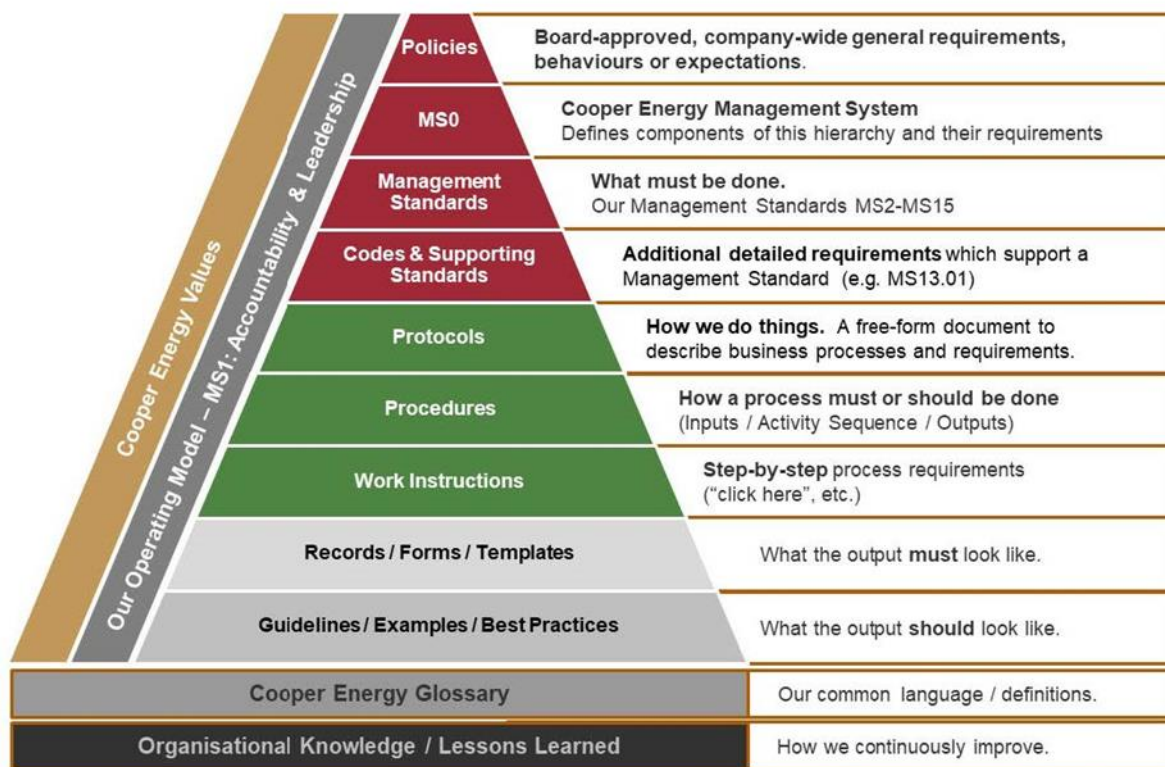 Cooper Energy Values
Our Operating Model – MS1: Accountability & Leadership
Policies
Board-approved, company-wide general requirements,
behaviours or expectations.
MS0
Cooper Energy Management System
Defines components of this hierarchy and their requirements
Management
Standards
What must be done.
Our Management Standards MS2-MS15
Codes & Supporting
Standards
Additional detailed requirements which support a
Management Standard (e.g. MS13.01)
Protocols
How we do things. A free-form document to
describe business processes and requirements.
Procedures
How a process must or should be done
(Inputs / Activity Sequence / Outputs)
Work Instructions
Step-by-step process requirements
(“click here”, etc.)
Records / Forms / Templates
What the output must look like.
Guidelines / Examples / Best Practices
What the output should look like.
Cooper Energy Glossary
Our common language / definitions.
Organisational Knowledge / Lessons Learned
How we continuously improve.